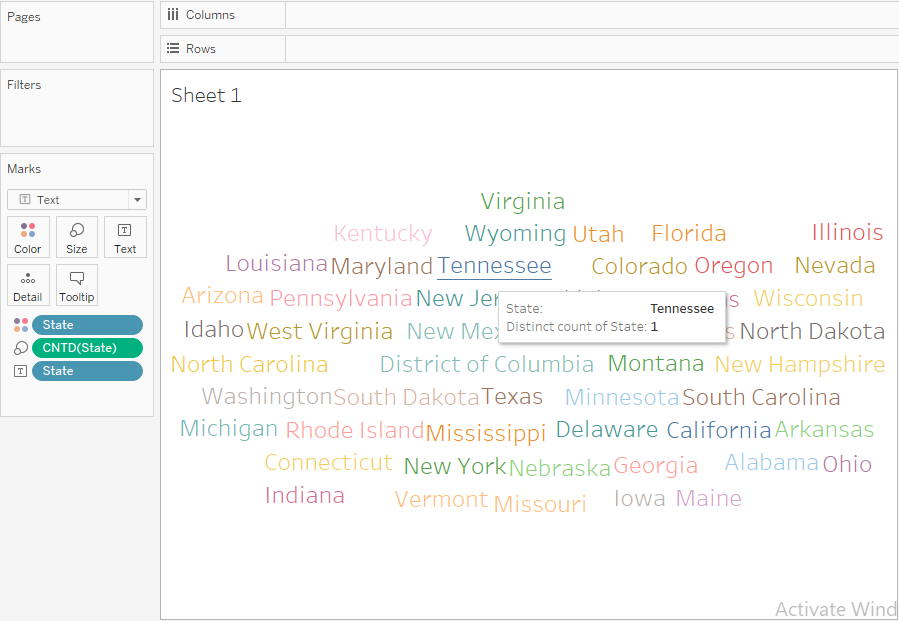 Pages
Columns
Rows
Filters
Marks
Text
Color Size Text
Detail Tooltip
State
CNTD(State)
State
Sheet 1
Virginia
Kentucky Wyoming Utah Florida Illinois
Louisiana Maryland Tennessee Colorado Oregon Nevada
Arizona Pennsylvania New Jer s Wisconsin
State: Tennessee
Distinct count of State: 1
Idaho West Virginia New Mex s North Dakota
North Carolina District of Columbia Montana New Hampshire
Washington South Dakota Texas Minnesota South Carolina
Michigan Rhode Island Mississippi Delaware California Arkansas
Connecticut New York Nebraska Georgia Alabama Ohio
Indiana Vermont Missouri Iowa Maine
Activate Wind